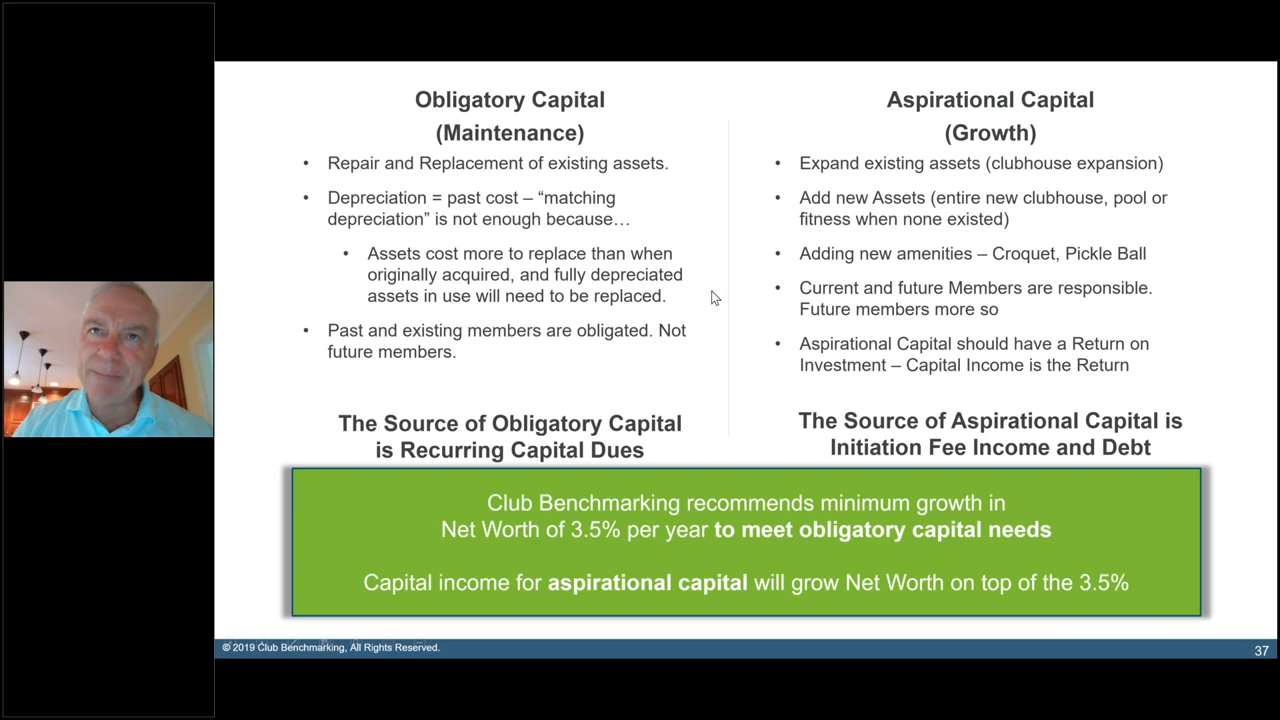 Obligatory Capital
(Maintenance)
• Repair and Replacement of existing assets.
• Depreciation = past cost – “matching
depreciation” is not enough because…
• Assets cost more to replace than when
originally acquired, and fully depreciated
assets in use will need to be replaced.
• Past and existing members are obligated. Not
future members.
The Source of Obligatory Capital
is Recurring Capital Dues
Aspirational Capital
(Growth)
• Expand existing assets (clubhouse expansion)
• Add new Assets (entire new clubhouse, pool or
fitness when none existed)
• Adding new amenities – Croquet, Pickle Ball
• Current and future Members are responsible.
Future members more so
• Aspirational Capital should have a Return on
Investment – Capital Income is the Return
The Source of Aspirational Capital is
Initiation Fee Income and Debt
Club Benchmarking recommends minimum growth in
Net Worth of 3.5% per year to meet obligatory capital needs
Capital income for aspirational capital will grow Net Worth on top of the 3.5%
© 2019 Club Benchmarking, All Rights Reserved.
37